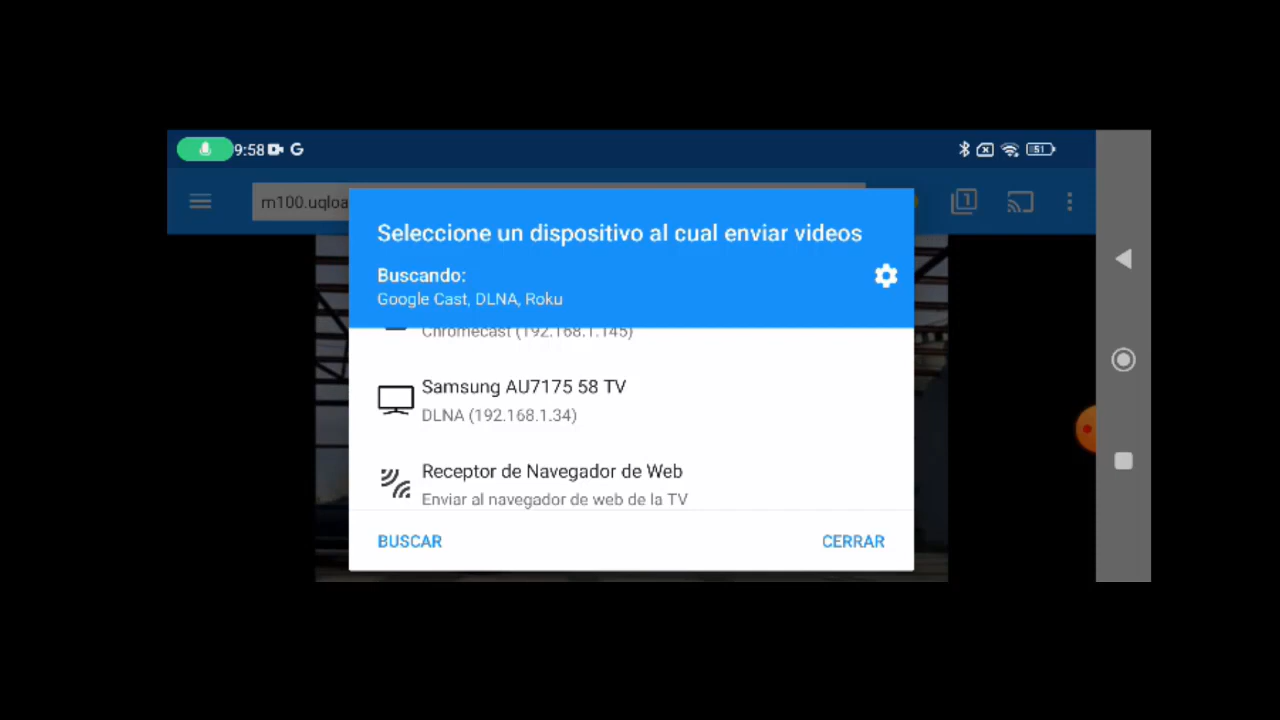 9:58 G 51
m100.uqloa 1
Seleccione un dispositivo al cual enviar videos
Buscando:
Google Cast, DLNA, Roku
Chromecast (192.168.1.145)
Samsung AU7175 58 TV
DLNA (192.168.1.34)
Receptor de Navegador de Web
Enviar al navegador de web de la TV
BUSCAR CERRAR